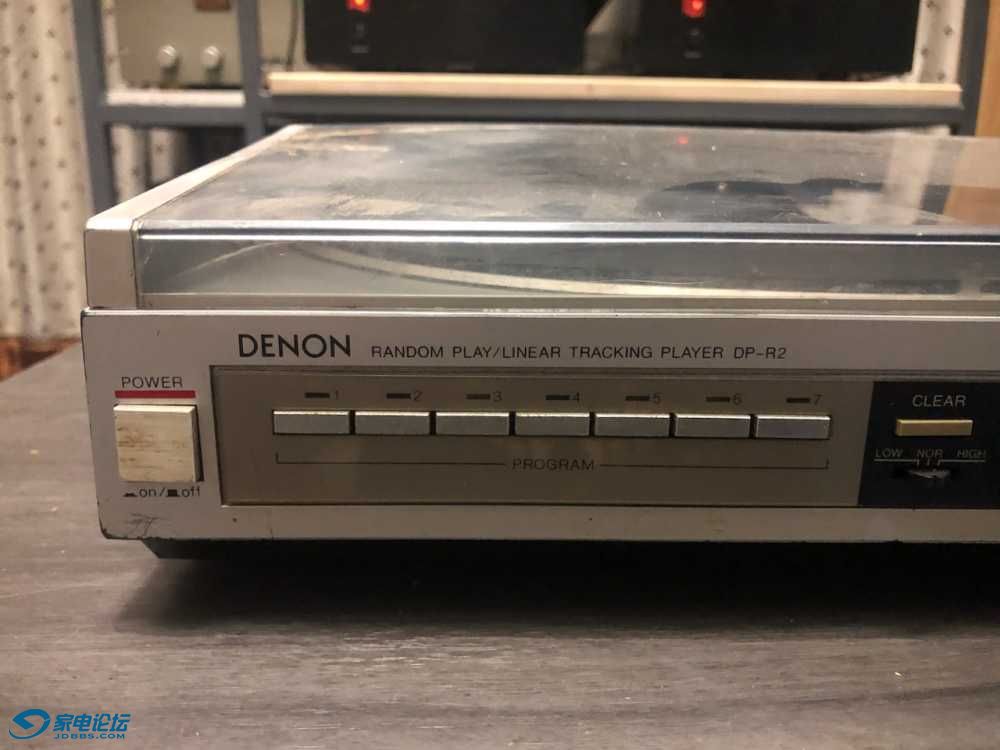 DENON RANDOM PLAY/LINEAR TRACKING PLAYER DP-R2
POWER
on/ off
1 2 3 4 5 6 7
PROGRAM
CLEAR
LOW NOR HIGH
家电论坛
JDBBS.COM